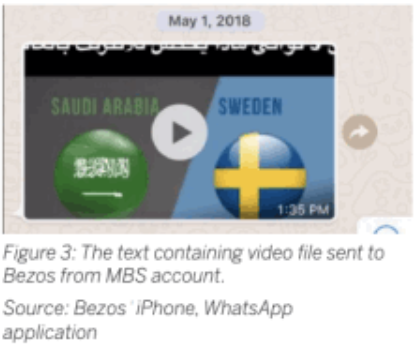 May 1, 2018
SAUDI ARABIA
SWEDEN
1:35 PM
Figure 3: The text containing video file sent to
Bezos from MBS account.
Source: Bezos' iPhone, WhatsApp
application